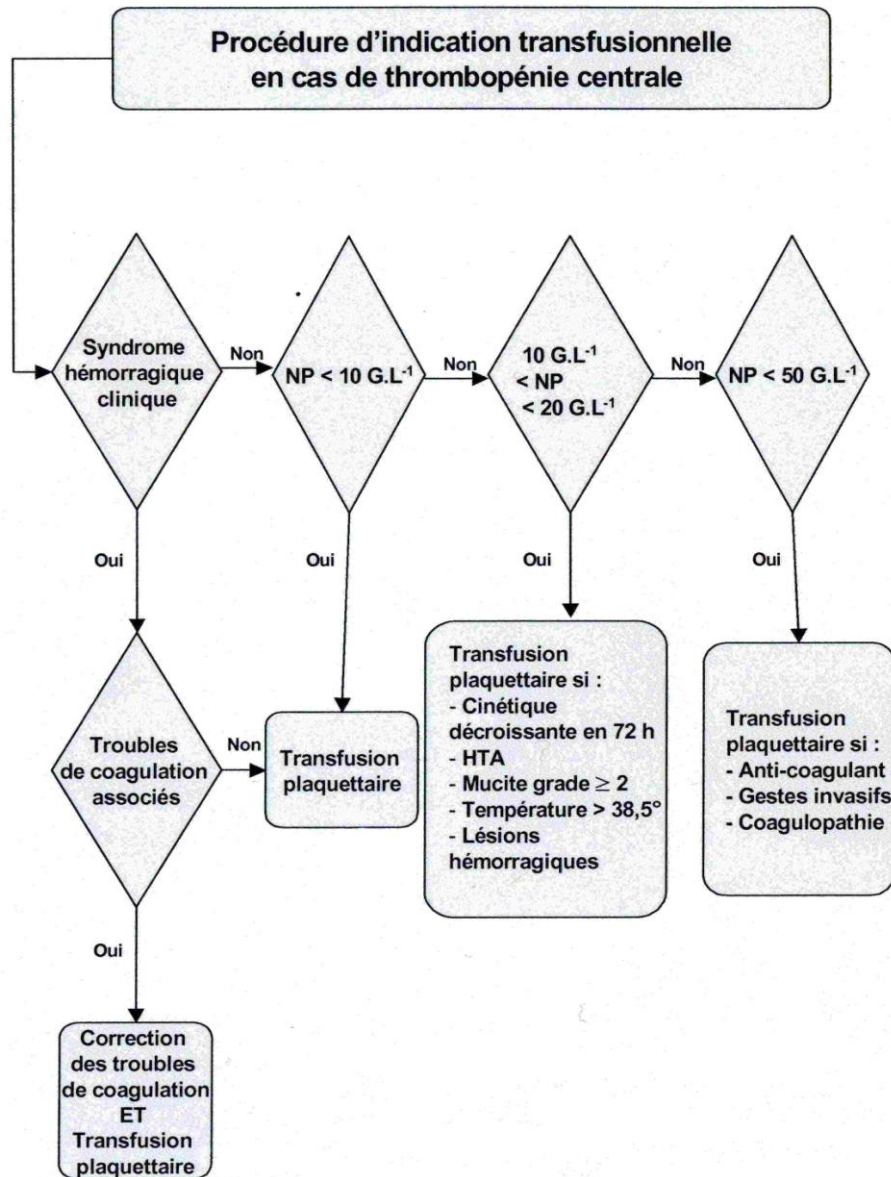 Procédure d'indication transfusionnelle
en cas de thrombopénie centrale
Syndrome
hémorragique
clinique
Non
NP < 10 G.L⁻¹
Non
10 G.L⁻¹
< NP
< 20 G.L⁻¹
Non
NP < 50 G.L⁻¹
Oui
Oui
Oui
Oui
Troubles
de coagulation
associés
Non
Transfusion
plaquettaire
Transfusion
plaquettaire si :
- Cinétique
décroissante en 72 h
- HTA
- Mucite grade ≥ 2
- Température > 38,5°
- Lésions
hémorragiques
Transfusion
plaquettaire si :
- Anti-coagulant
- Gestes invasifs
- Coagulopathie
Oui
Correction
des troubles
de coagulation
ET
Transfusion
plaquettaire